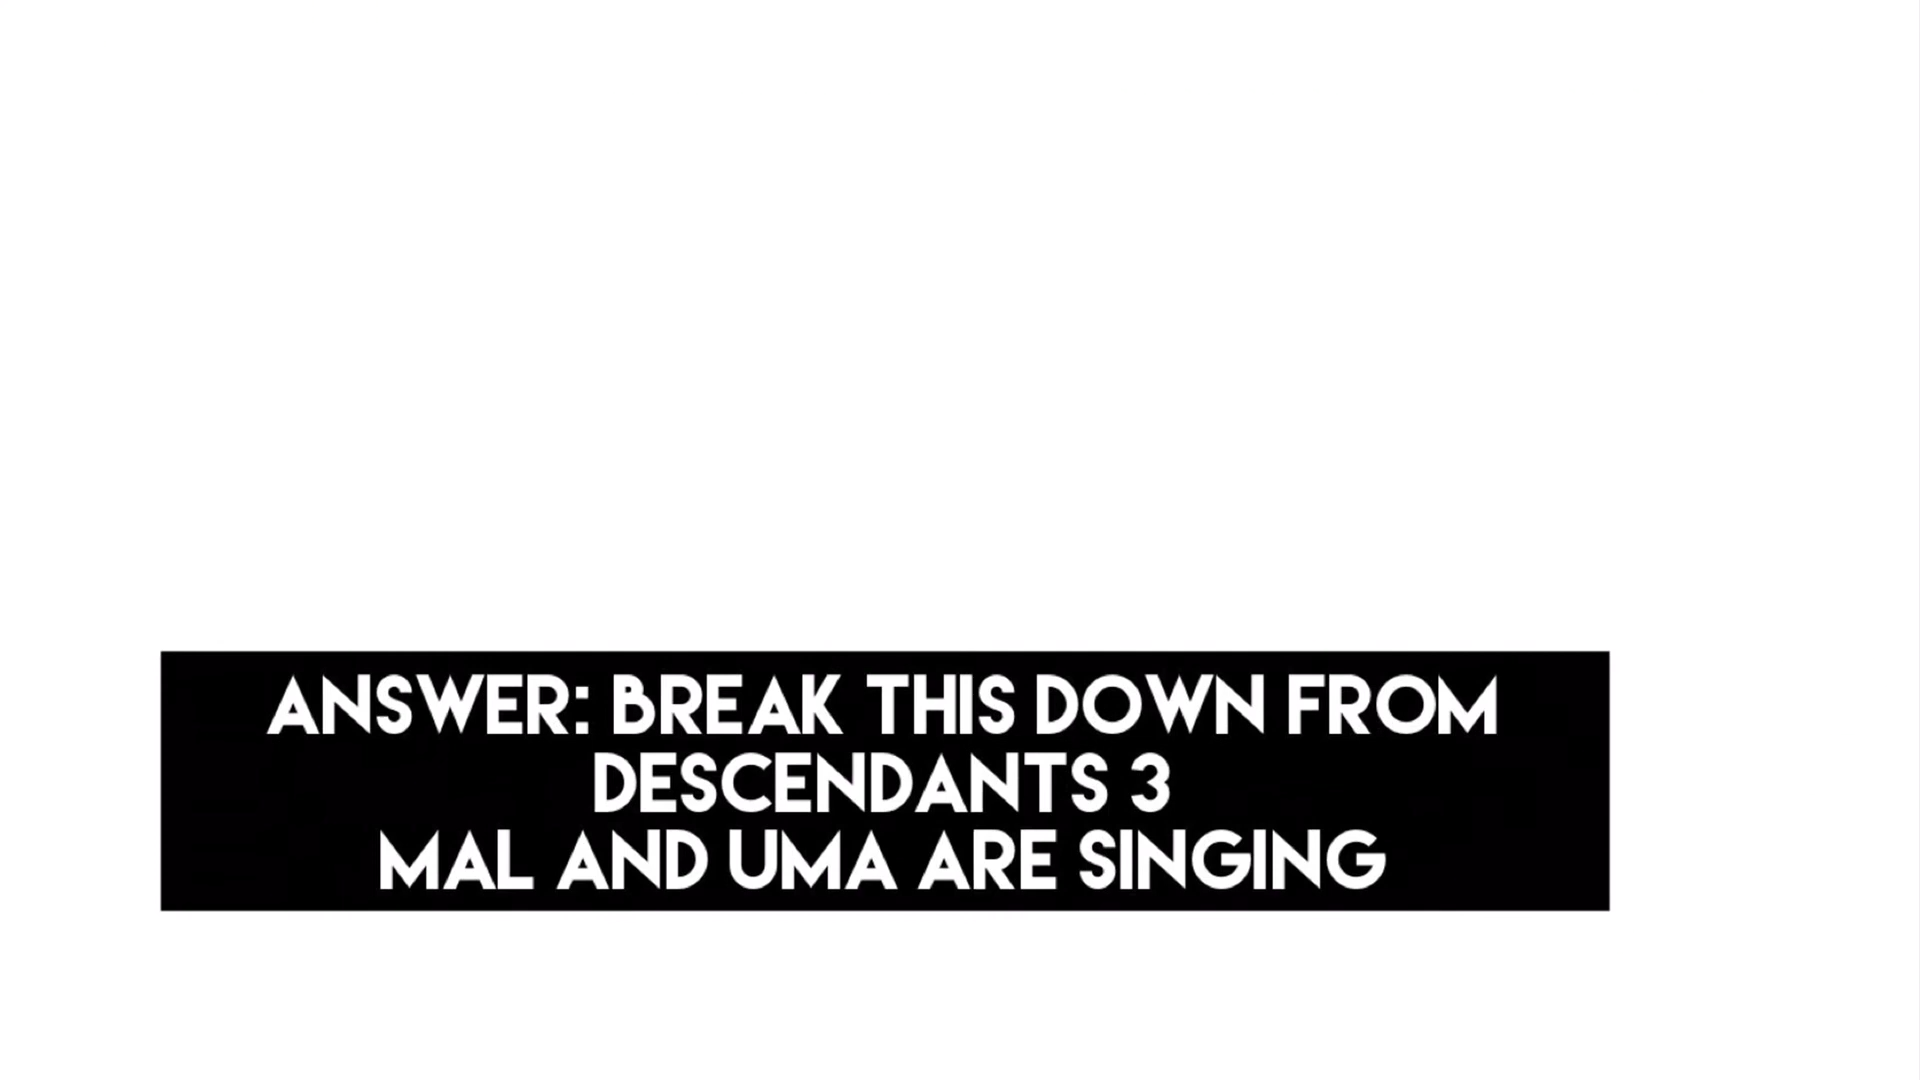 ANSWER: BREAK THIS DOWN FROM
DESCENDANTS 3
MAL AND UMA ARE SINGING